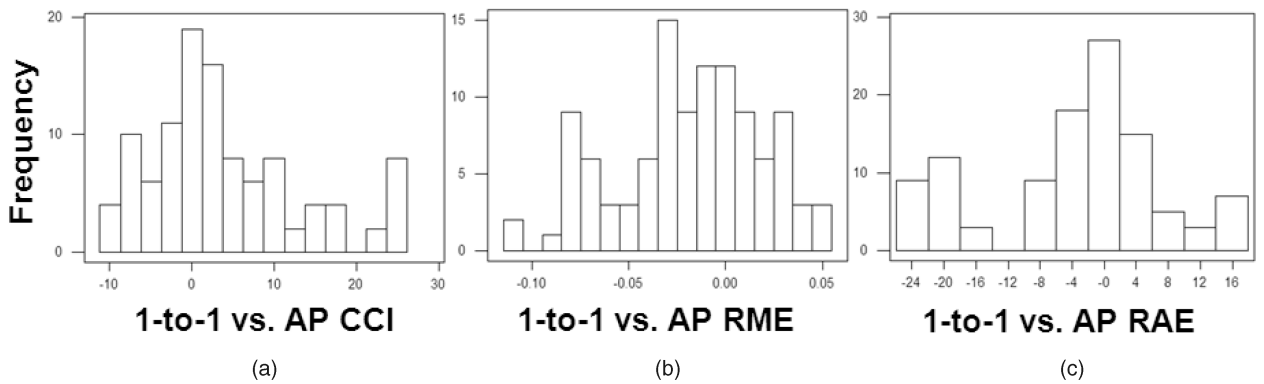 Frequency
20
10
0
-10 0 10 20 30
1-to-1 vs. AP CCI
(a)
15
10
5
0
-0.10 -0.05 0.00 0.05
1-to-1 vs. AP RME
(b)
30
20
10
0
-24 -20 -16 -12 -8 -4 -0 4 8 12 16
1-to-1 vs. AP RAE
(c)